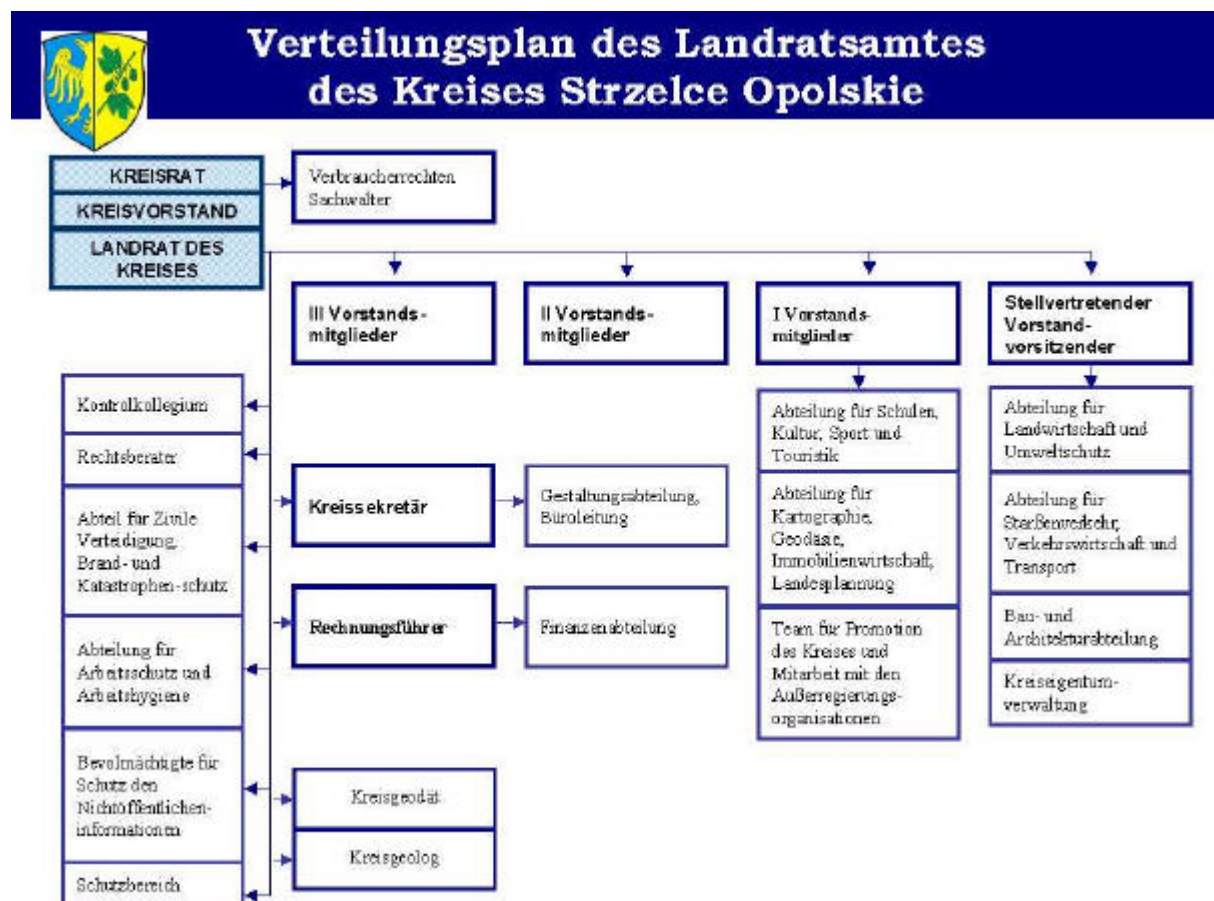 Verteilungsplan des Landratsamtes
des Kreises Strzelce Opolskie
KREISRAT
KREISVORSTAND
LANDRAT DES
KREISES
Verbraucherrechten
Sachwalter
III Vorstands-
mitglieder
II Vorstands-
mitglieder
I Vorstands-
mitglieder
Stellvertretender
Vorstand-
vorsitzender
Kontrolkollegium
Rechtsberater
Abteil für Zivile
Verteidigung,
Brand- und
Katastrophen-schutz
Abteilung für
Arbeitsschutz und
Arbeitshygiene
Bevolmächtigte für
Schutz den
Nichtöffentlichen-
informationen
Schutzbereich
Kreissekretär
Gestaltungsabteilung,
Büroleitung
Rechnungsführer
Finanzenabteilung
Kreisgeodät
Kreisgeolog
Abteilung für Schulen,
Kultur, Sport und
Touristik
Abteilung für
Kartographie,
Geodäsie,
Immobilienwirtschaft,
Landesplannung
Team für Promotion
des Kreises und
Mitarbeit mit den
Außerregierungs-
organisationen
Abteilung für
Landwirtschaft und
Umweltschutz
Abteilung für
Starßenverkehr,
Verkehrswirtschaft und
Transport
Bau- und
Architekturabteilung
Kreiseigentum-
verwaltung